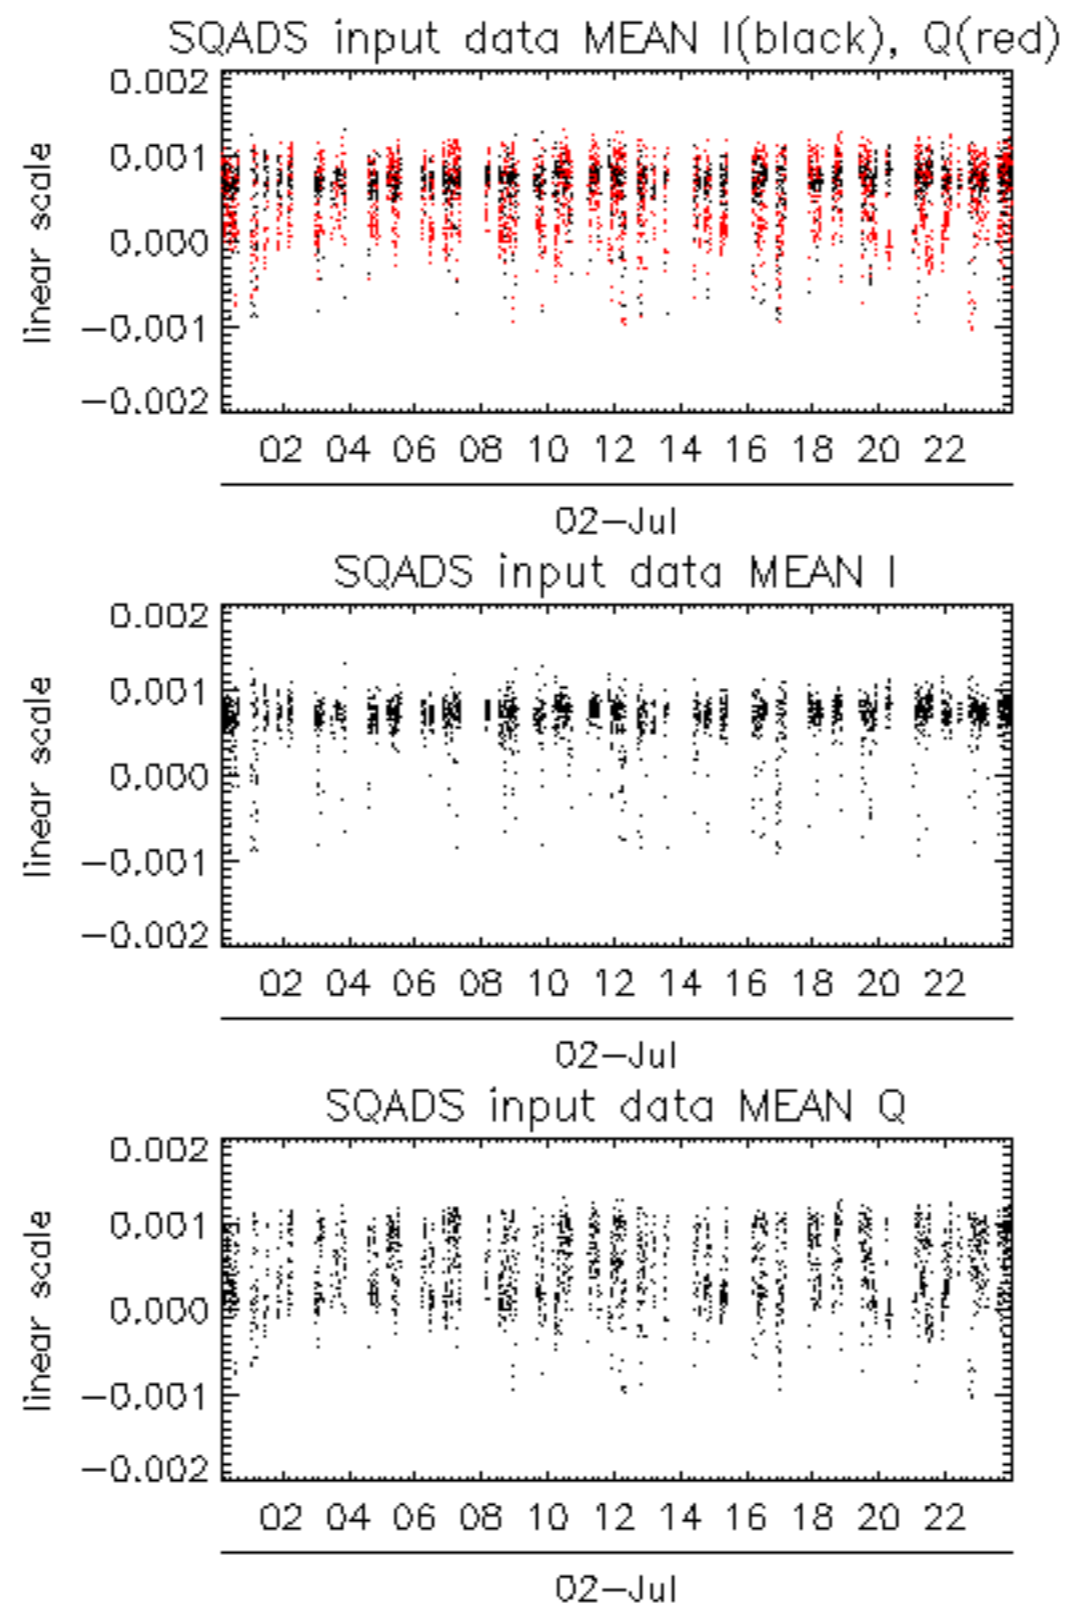 SQADS input data MEAN I(black), Q(red)
0.002
0.001
0.000
−0.001
−0.002
linear scale
02 04 06 08 10 12 14 16 18 20 22
02−Jul
SQADS input data MEAN I
0.002
0.001
0.000
−0.001
−0.002
linear scale
02 04 06 08 10 12 14 16 18 20 22
02−Jul
SQADS input data MEAN Q
0.002
0.001
0.000
−0.001
−0.002
linear scale
02 04 06 08 10 12 14 16 18 20 22
02−Jul